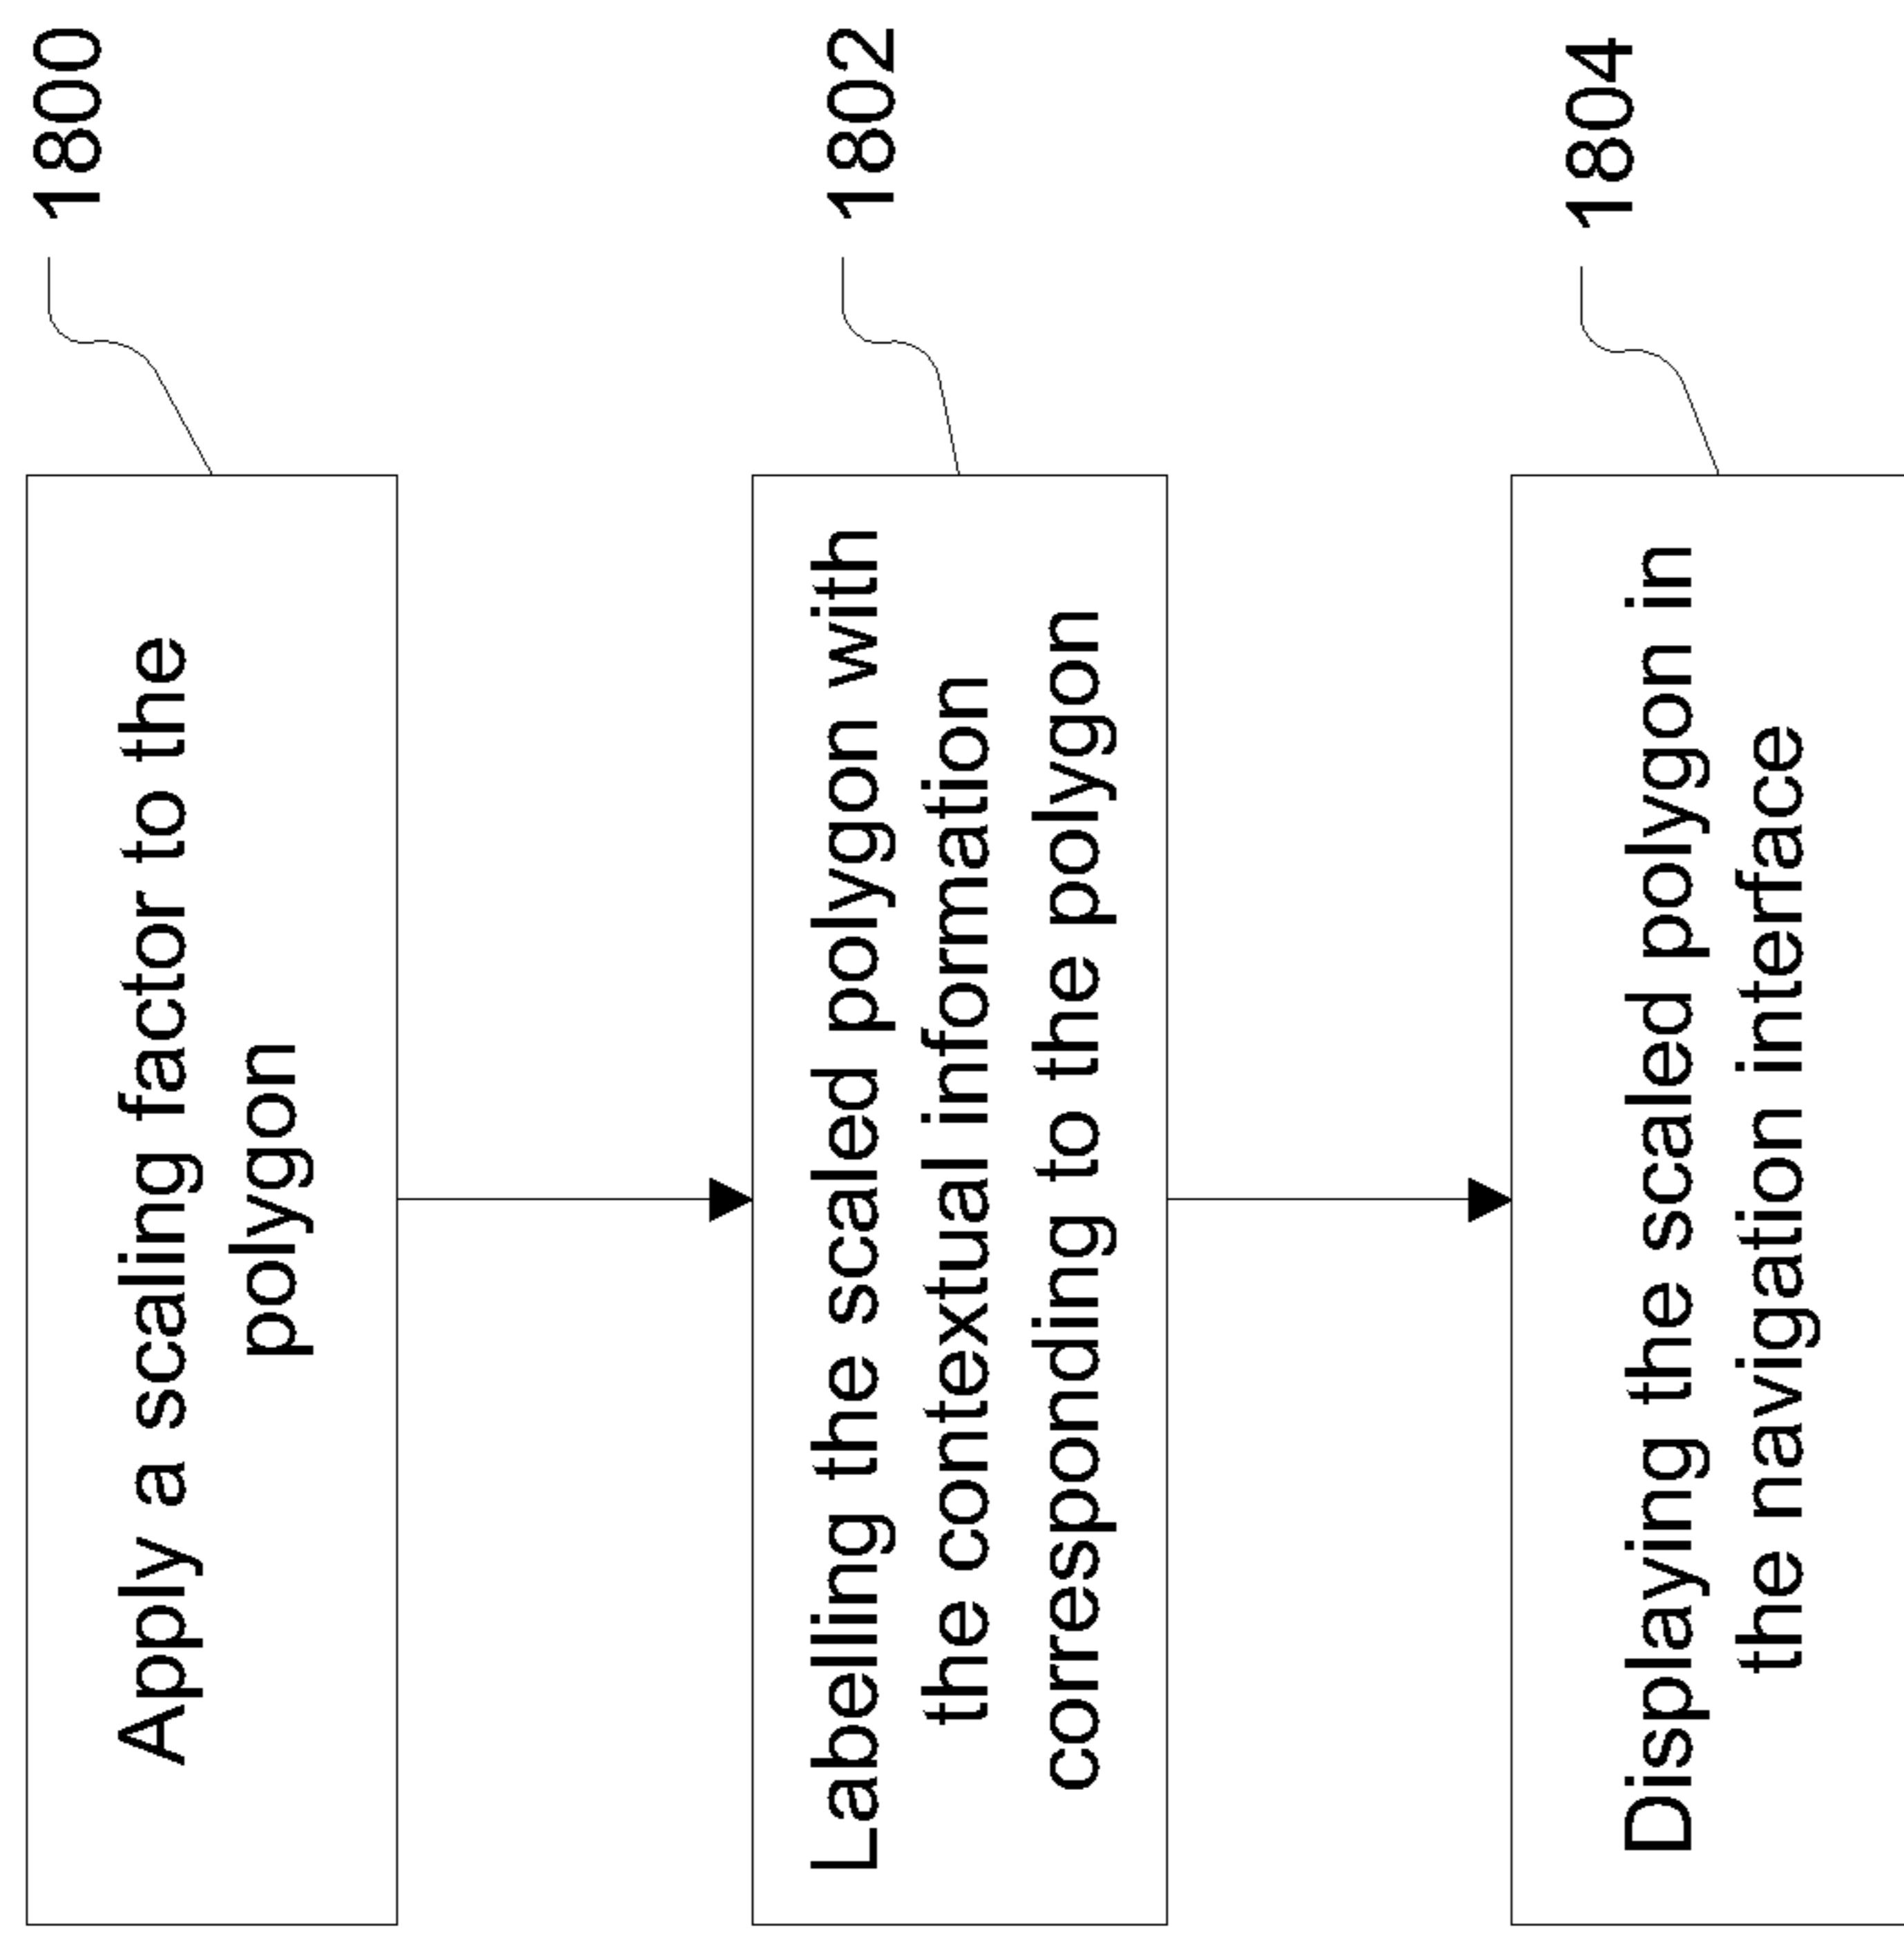 1800
Apply a scaling factor to the
polygon
1802
Labelling the scaled polygon with
the contextual information
corresponding to the polygon
1804
Displaying the scaled polygon in
the navigation interface